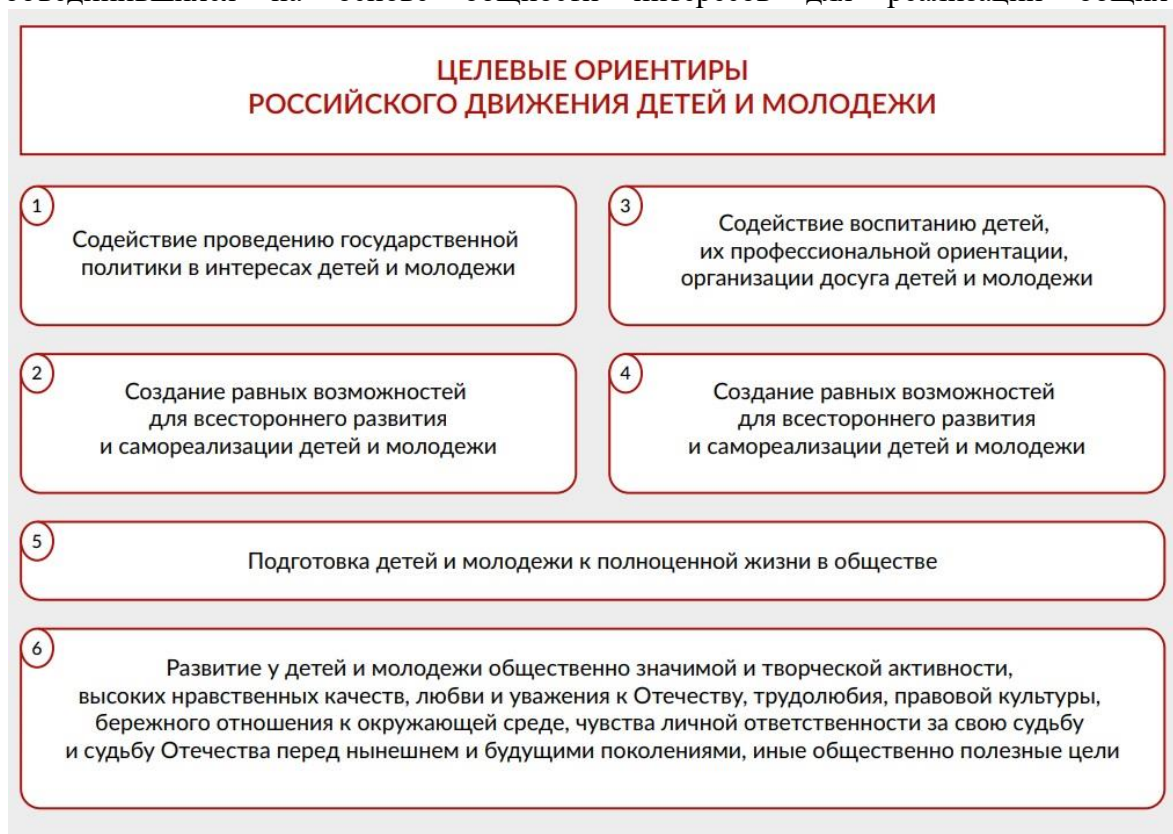 ЦЕЛЕВЫЕ ОРИЕНТИРЫ
РОССИЙСКОГО ДВИЖЕНИЯ ДЕТЕЙ И МОЛОДЕЖИ
1
Содействие проведению государственной
политики в интересах детей и молодежи
2
Создание равных возможностей
для всестороннего развития
и самореализации детей и молодежи
3
Содействие воспитанию детей,
их профессиональной ориентации,
организации досуга детей и молодежи
4
Создание равных возможностей
для всестороннего развития
и самореализации детей и молодежи
5
Подготовка детей и молодежи к полноценной жизни в обществе
6
Развитие у детей и молодежи общественно значимой и творческой активности,
высоких нравственных качеств, любви и уважения к Отечеству, трудолюбия, правовой культуры,
бережного отношения к окружающей среде, чувства личной ответственности за свою судьбу
и судьбу Отечества перед нынешнем и будущими поколениями, иные общественно полезные цели